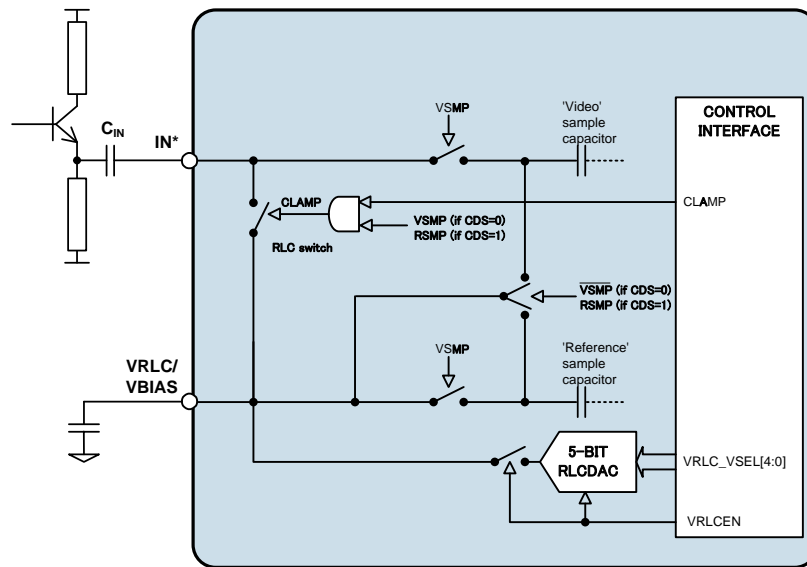 VSMP
'Video'
sample
capacitor
CONTROL
INTERFACE
CIN
IN*
CLAMP
CLAMP
VSMP (if CDS=0)
RSMP (if CDS=1)
RLC switch
VSMP (if CDS=0)
RSMP (if CDS=1)
VRLC/
VBIAS
VSMP
'Reference'
sample
capacitor
5-BIT
RLCDAC
VRLC_VSEL[4:0]
VRLCEN